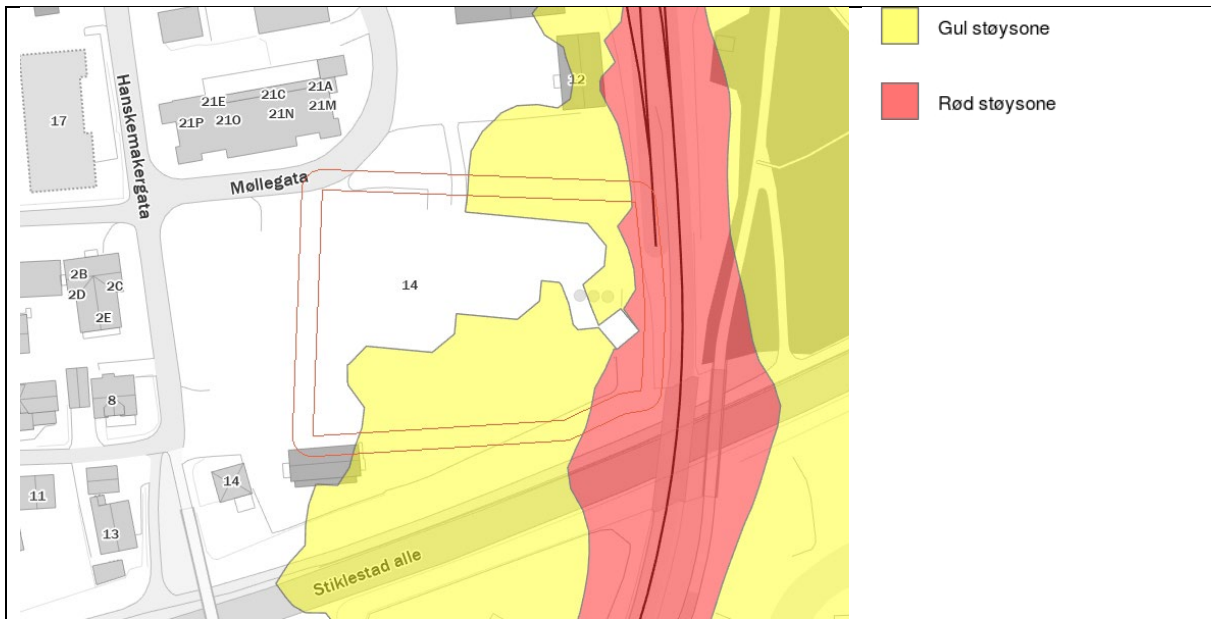 Gul støysone
Rød støysone
12
21A
21C
21E
21M
21N
21O
21P
17
Hanskemakergata
Møllegata
2B
2C
2D
2E
14
8
14
11
13
Stiklestad alle